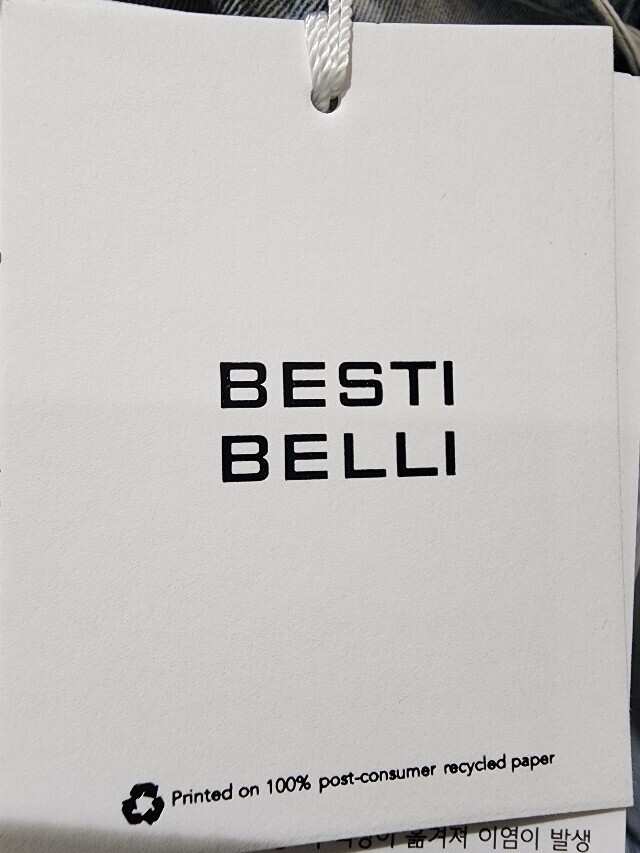 BESTI
BELLI
Printed on 100% post-consumer recycled paper
옮겨져 이염이 발생